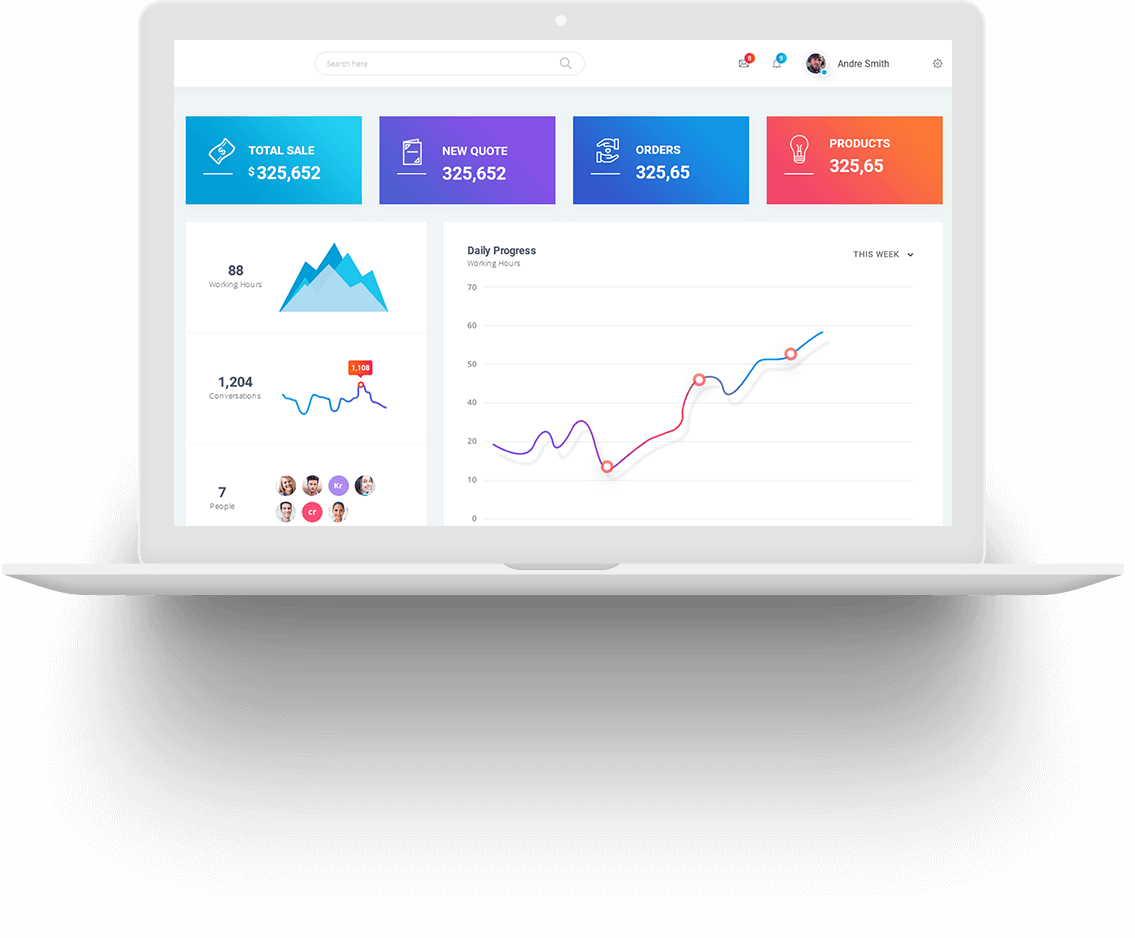 Search here
8
9
Andre Smith
TOTAL SALE
$ 325,652
NEW QUOTE
325,652
ORDERS
325,65
PRODUCTS
325,65
88
Working Hours
1,108
1,204
Conversations
7
People
Kr
cr
Daily Progress
Working Hours
THIS WEEK
70
60
50
40
20
10
0